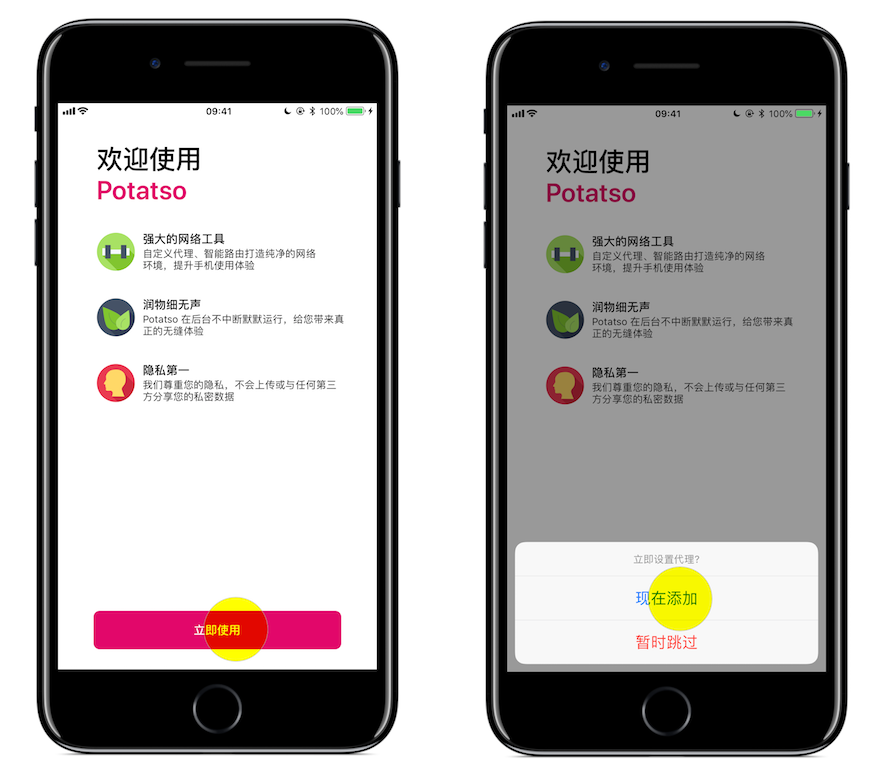 09:41
100%
欢迎使用
Potatso
强大的网络工具
自定义代理、智能路由打造纯净的网络
环境，提升手机使用体验
润物细无声
Potatso 在后台不中断默默运行，给您带来真
正的无缝体验
隐私第一
我们尊重您的隐私，不会上传或与任何第三
方分享您的私密数据
立即使用
09:41
100%
欢迎使用
Potatso
强大的网络工具
自定义代理、智能路由打造纯净的网络
环境，提升手机使用体验
润物细无声
Potatso 在后台不中断默默运行，给您带来真
正的无缝体验
隐私第一
我们尊重您的隐私，不会上传或与任何第三
方分享您的私密数据
立即设置代理?
现在添加
暂时跳过